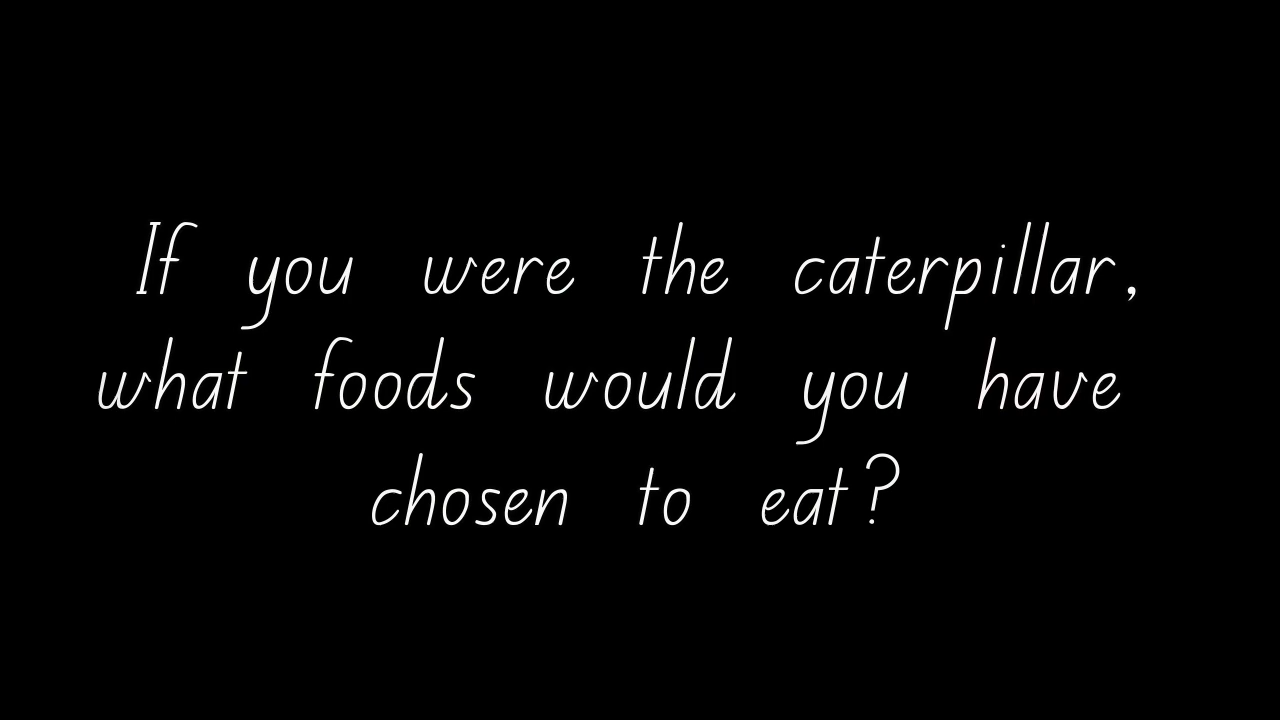 If you were the caterpillar,
what foods would you have
chosen to eat?